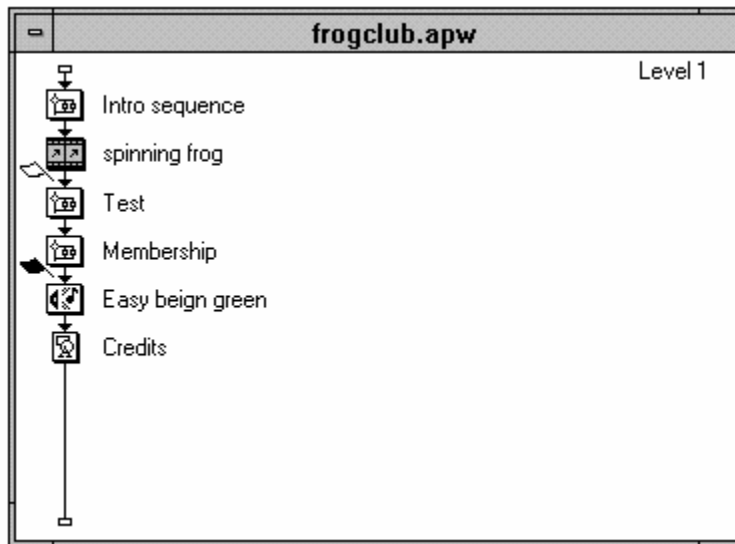 frogclub.apw
Level 1
Intro sequence
spinning frog
Test
Membership
Easy beign green
Credits